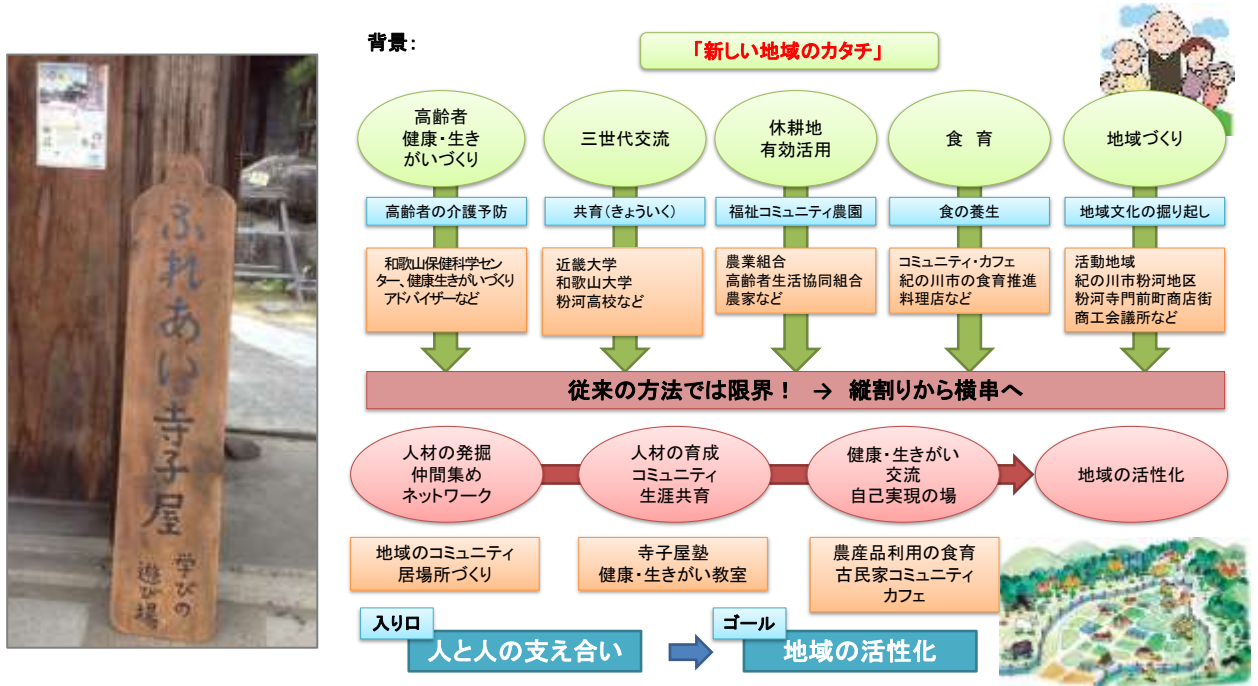 ふれあい寺子屋
学びの
遊び場
背景：
「新しい地域のカタチ」
高齢者
健康・生き
がいづくり
三世代交流
休耕地
有効活用
食 育
地域づくり
高齢者の介護予防
共育（きょういく）
福祉コミュニティ農園
食の養生
地域文化の掘り起し
和歌山保健科学セン
ター、健康生きがいづくり
アドバイザーなど
近畿大学
和歌山大学
粉河高校など
農業組合
高齢者生活協同組合
農家など
コミュニティ・カフェ
紀の川市の食育推進
料理店など
活動地域
紀の川市粉河地区
粉河寺門前町商店街
商工会議所など
従来の方法では限界！ → 縦割りから横串へ
人材の発掘
仲間集め
ネットワーク
人材の育成
コミュニティ
生涯共育
健康・生きがい
交流
自己実現の場
地域の活性化
地域のコミュニティ
居場所づくり
寺子屋塾
健康・生きがい教室
農産品利用の食育
古民家コミュニティ
カフェ
入り口
人と人の支え合い
ゴール
地域の活性化